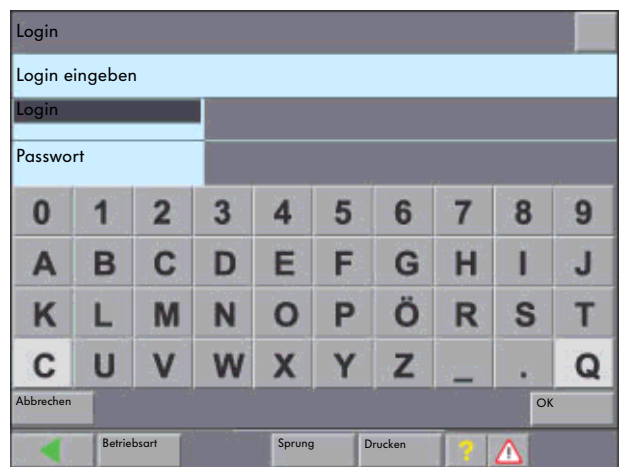 Login
Login eingeben
Login
Passwort
0 1 2 3 4 5 6 7 8 9
A B C D E F G H I J
K L M N O P Ö R S T
C U V W X Y Z _ . Q
Abbrechen OK
Betriebsart Sprung Drucken ? !